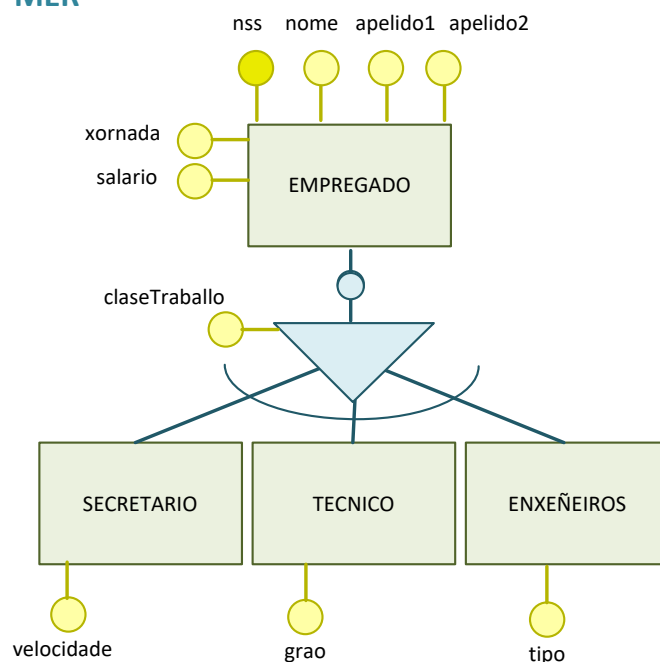 MER
nss nome apelido1 apelido2
xornada
salario
EMPREGADO
claseTraballo
SECRETARIO TECNICO ENXEÑEIROS
velocidade grao tipo